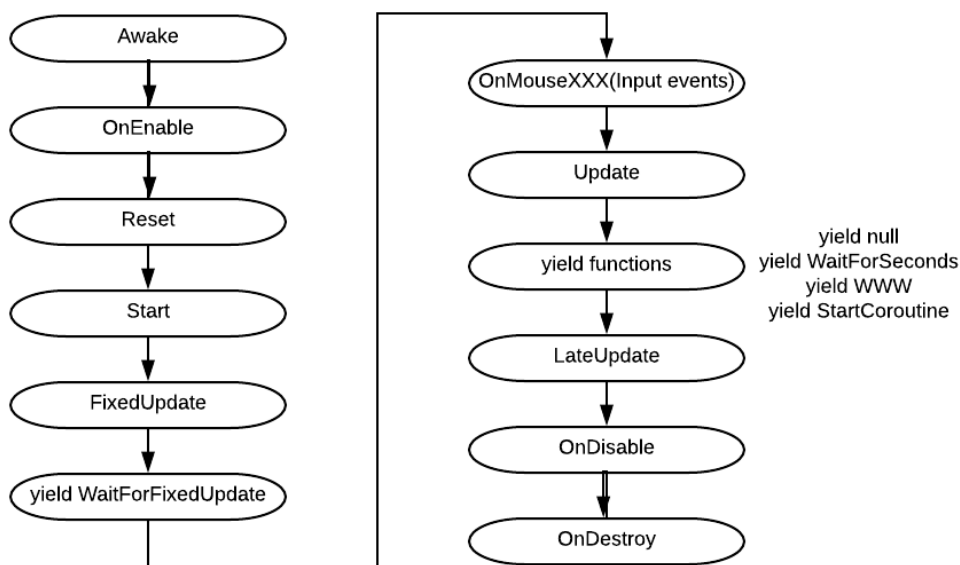 Awake
OnEnable
Reset
Start
FixedUpdate
yield WaitForFixedUpdate
OnMouseXXX(Input events)
Update
yield functions
yield null
yield WaitForSeconds
yield WWW
yield StartCoroutine
LateUpdate
OnDisable
OnDestroy